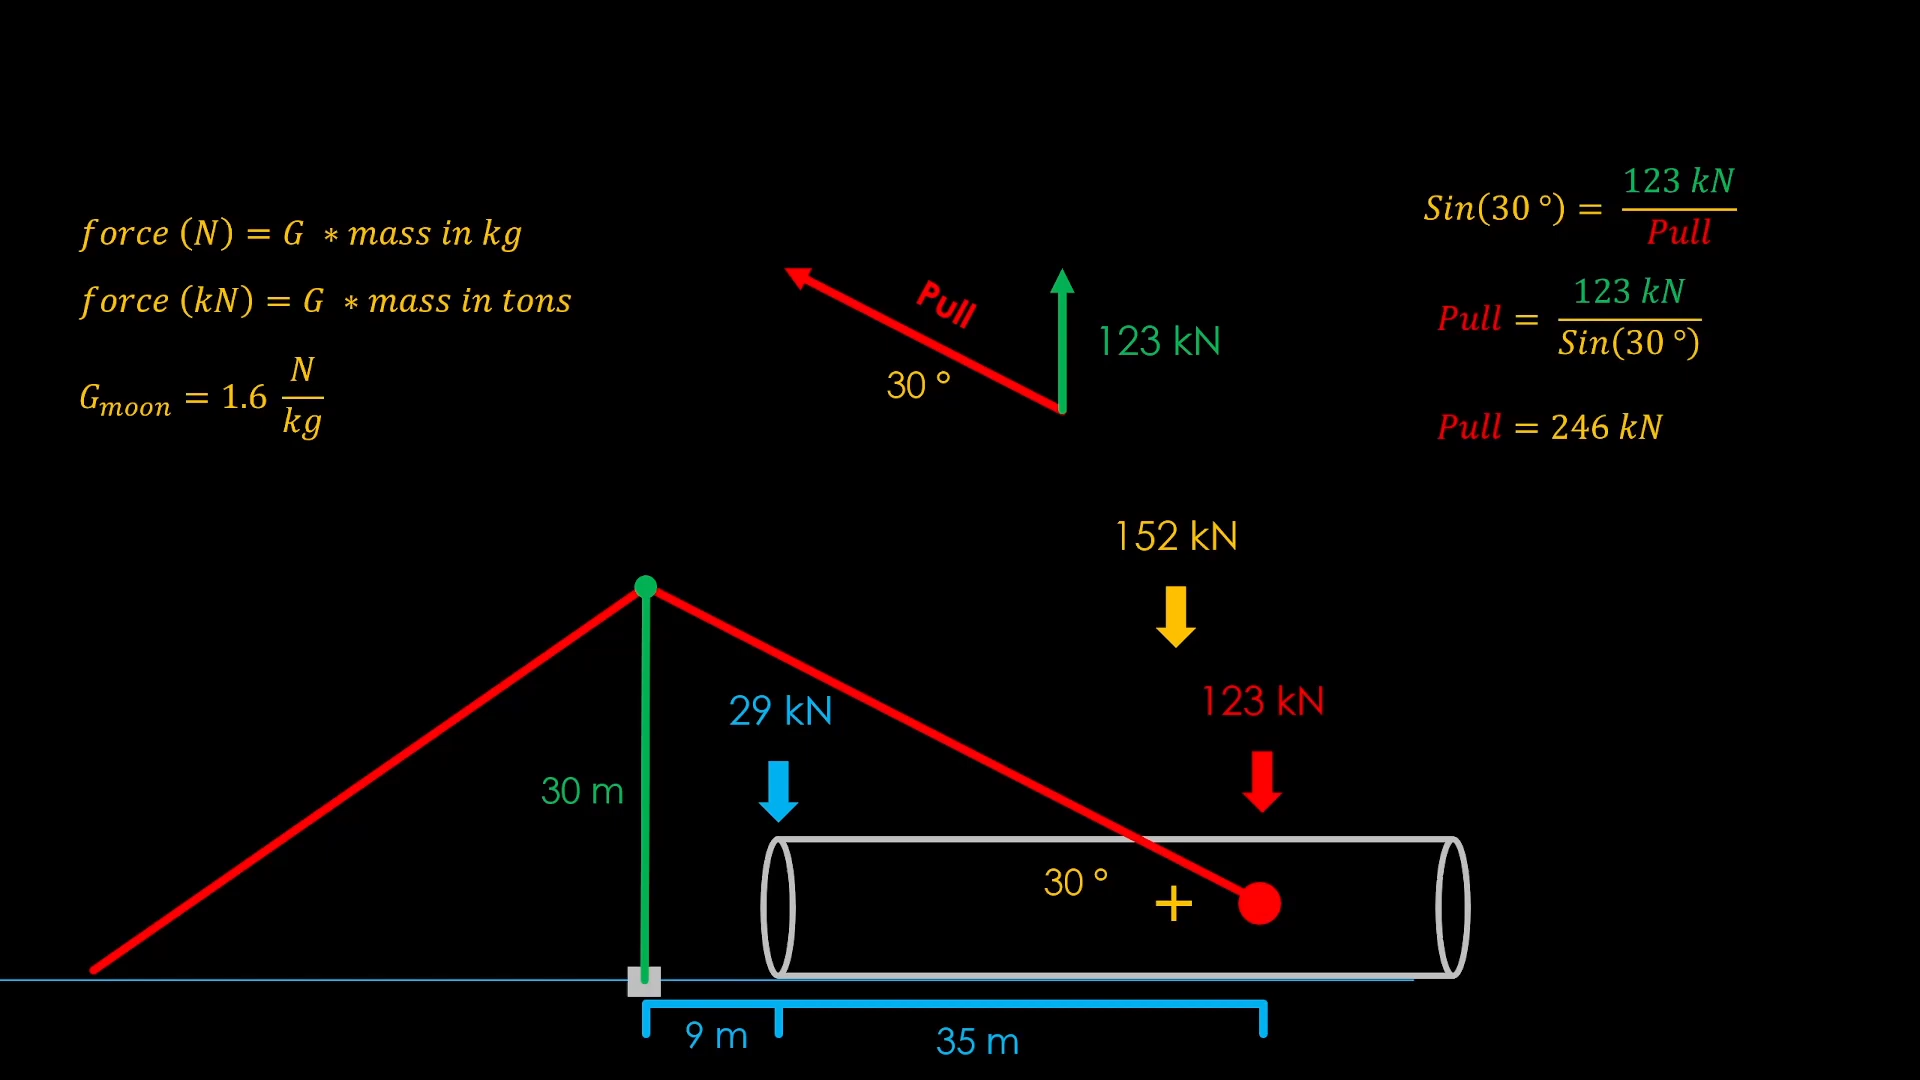 force (N) = G * mass in kg
force (kN) = G * mass in tons
G_moon = 1.6 N/kg
Pull
30 °
123 kN
Sin(30 °) = 123 kN / Pull
Pull = 123 kN / Sin(30 °)
Pull = 246 kN
152 kN
123 kN
29 kN
30 m
30 °
9 m
35 m